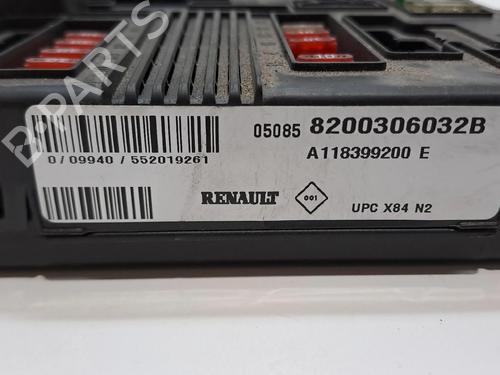 B-PARTS
05085 8200306032B
A118399200 E
0/09940/552019261
RENAULT
001
UPC X84 N2